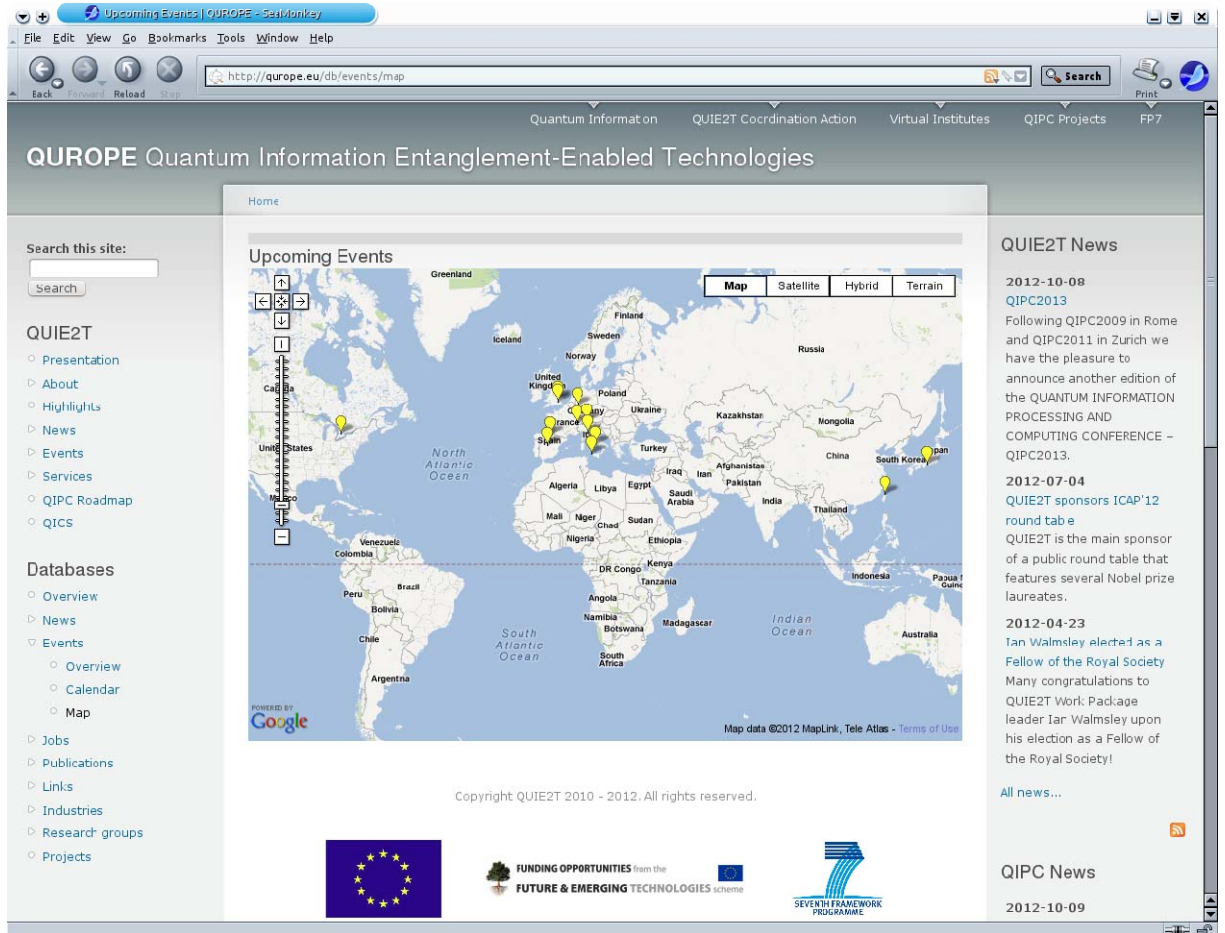 Upcoming Events | QUROPE - SeaMonkey
File Edit View Go Bookmarks Tools Window Help
Back Forward Reload Stop
http://qurope.eu/db/events/map
Search
Print
Quantum Information QUIE2T Coordination Action Virtual Institutes QIPC Projects FP7
QUROPE Quantum Information Entanglement-Enabled Technologies
Home
Search this site:
Search
QUIE2T
Presentation
About
Highlights
News
Events
Services
QIPC Roadmap
QICS
Databases
Overview
News
Events
Overview
Calendar
Map
Jobs
Publications
Links
Industries
Research groups
Projects
Upcoming Events
Map Satellite Hybrid Terrain
Greenland
Iceland
Finland
Sweden
Norway
Russia
United
Kingdom
Poland
Ukraine
Kazakhstan
Mongolia
Canada
United States
North
Atlantic
Ocean
France
Spain
Turkey
China
South Korea
Japan
Iraq
Iran
Afghanistan
Pakistan
Algeria
Libya
Egypt
Saudi
Arabia
India
Thailand
Mexico
Mali
Niger
Chad
Sudan
Nigeria
Ethiopia
Venezuela
Colombia
DR Congo
Kenya
Tanzania
Indonesia
Papua
Peru
Brazil
Bolivia
Angola
Namibia
Botswana
Madagascar
Indian
Ocean
Australia
Chile
South
Atlantic
Ocean
South
Africa
Argentina
POWERED BY
Google
Map data ©2012 MapLink, Tele Atlas - Terms of Use
Copyright QUIE2T 2010 - 2012. All rights reserved.
FUNDING OPPORTUNITIES from the
FUTURE & EMERGING TECHNOLOGIES scheme
7
SEVENTH FRAMEWORK
PROGRAMME
QUIE2T News
2012-10-08
QIPC2013
Following QIPC2009 in Rome
and QIPC2011 in Zurich we
have the pleasure to
announce another edition of
the QUANTUM INFORMATION
PROCESSING AND
COMPUTING CONFERENCE –
QIPC2013.
2012-07-04
QUIE2T sponsors ICAP'12
round table
QUIE2T is the main sponsor
of a public round table that
features several Nobel prize
laureates.
2012-04-23
Ian Walmsley elected as a
Fellow of the Royal Society
Many congratulations to
QUIE2T Work Package
leader Ian Walmsley upon
his election as a Fellow of
the Royal Society!
All news...
QIPC News
2012-10-09